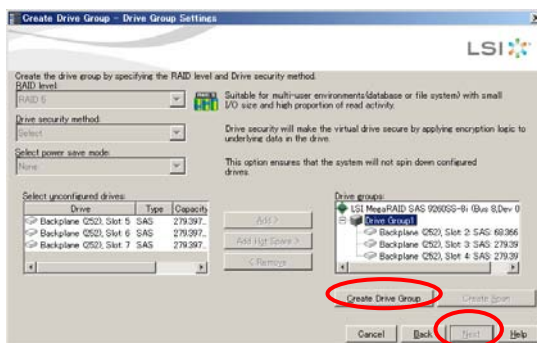 Create Drive Group - Drive Group Settings
LSI
Create the drive group by specifying the RAID level and Drive security method.
RAID level:
RAID 5
Suitable for multi-user environments(database or file system) with small I/O size and high proportion of read activity.
Drive security method:
Select
Drive security will make the virtual drive secure by applying encryption logic to underlying data in the drive.
Select power save mode:
None
This option ensures that the system will not spin down configured drives.
Select unconfigured drives:
Drive Type Capacity
Backplane (252), Slot: 5 SAS 279.397...
Backplane (252), Slot: 6 SAS 279.397...
Backplane (252), Slot: 7 SAS 279.397...
Add >
Add Hot Spare >
< Remove
Drive groups:
LSI MegaRAID SAS 9260SS-8i (Bus 8,Dev 0
Drive Group1
Backplane (252), Slot: 2: SAS: 68.366
Backplane (252), Slot: 3: SAS: 279.39
Backplane (252), Slot: 4: SAS: 279.39
Create Drive Group
Create Span
Cancel
Back
Next
Help